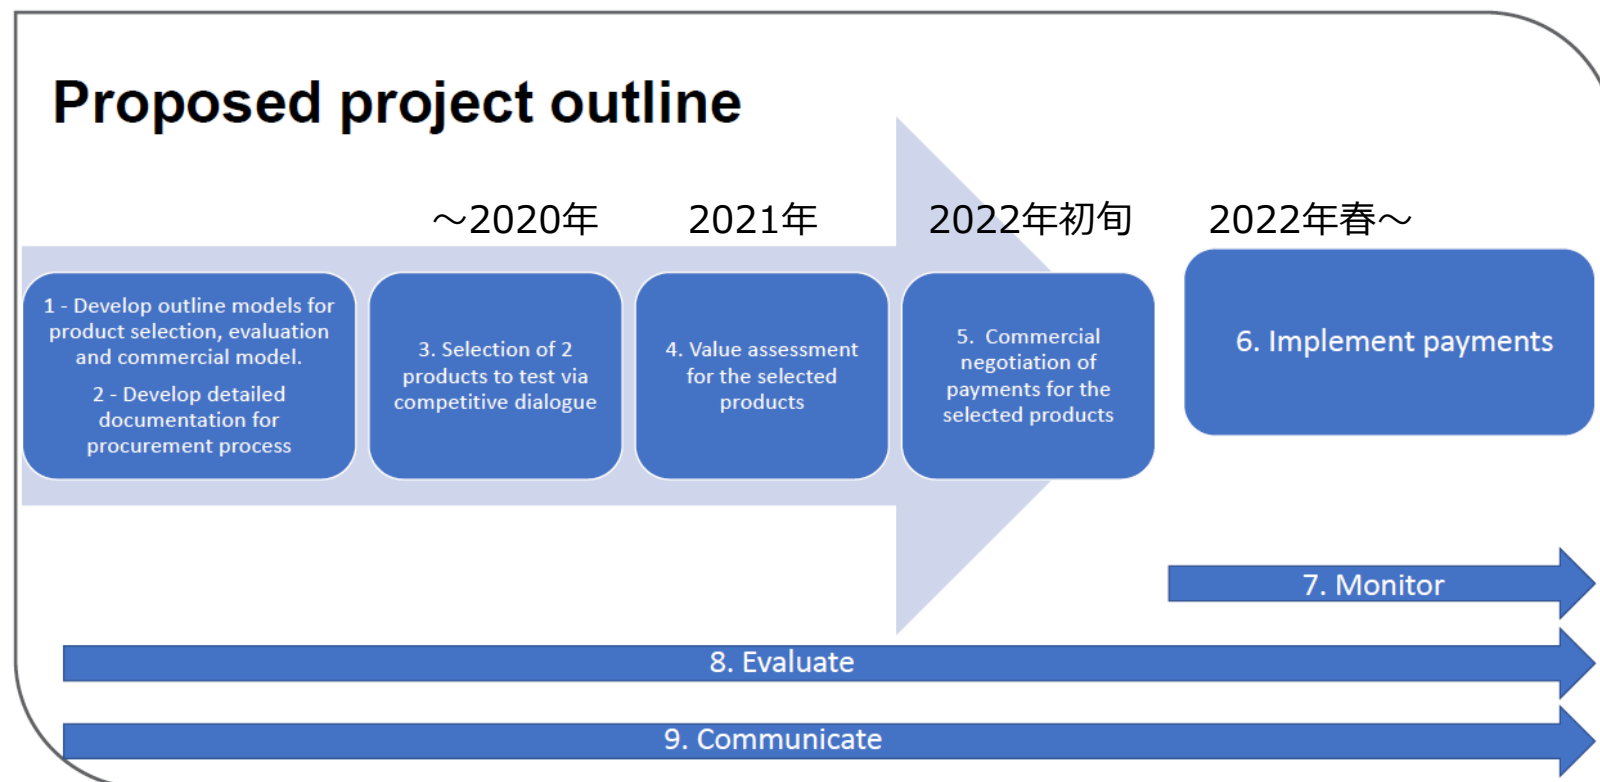 Proposed project outline
～2020年
2021年
2022年初旬
2022年春～
1 - Develop outline models for
product selection, evaluation
and commercial model.
2 - Develop detailed
documentation for
procurement process
3. Selection of 2
products to test via
competitive dialogue
4. Value assessment
for the selected
products
5. Commercial
negotiation of
payments for the
selected products
6. Implement payments
7. Monitor
8. Evaluate
9. Communicate